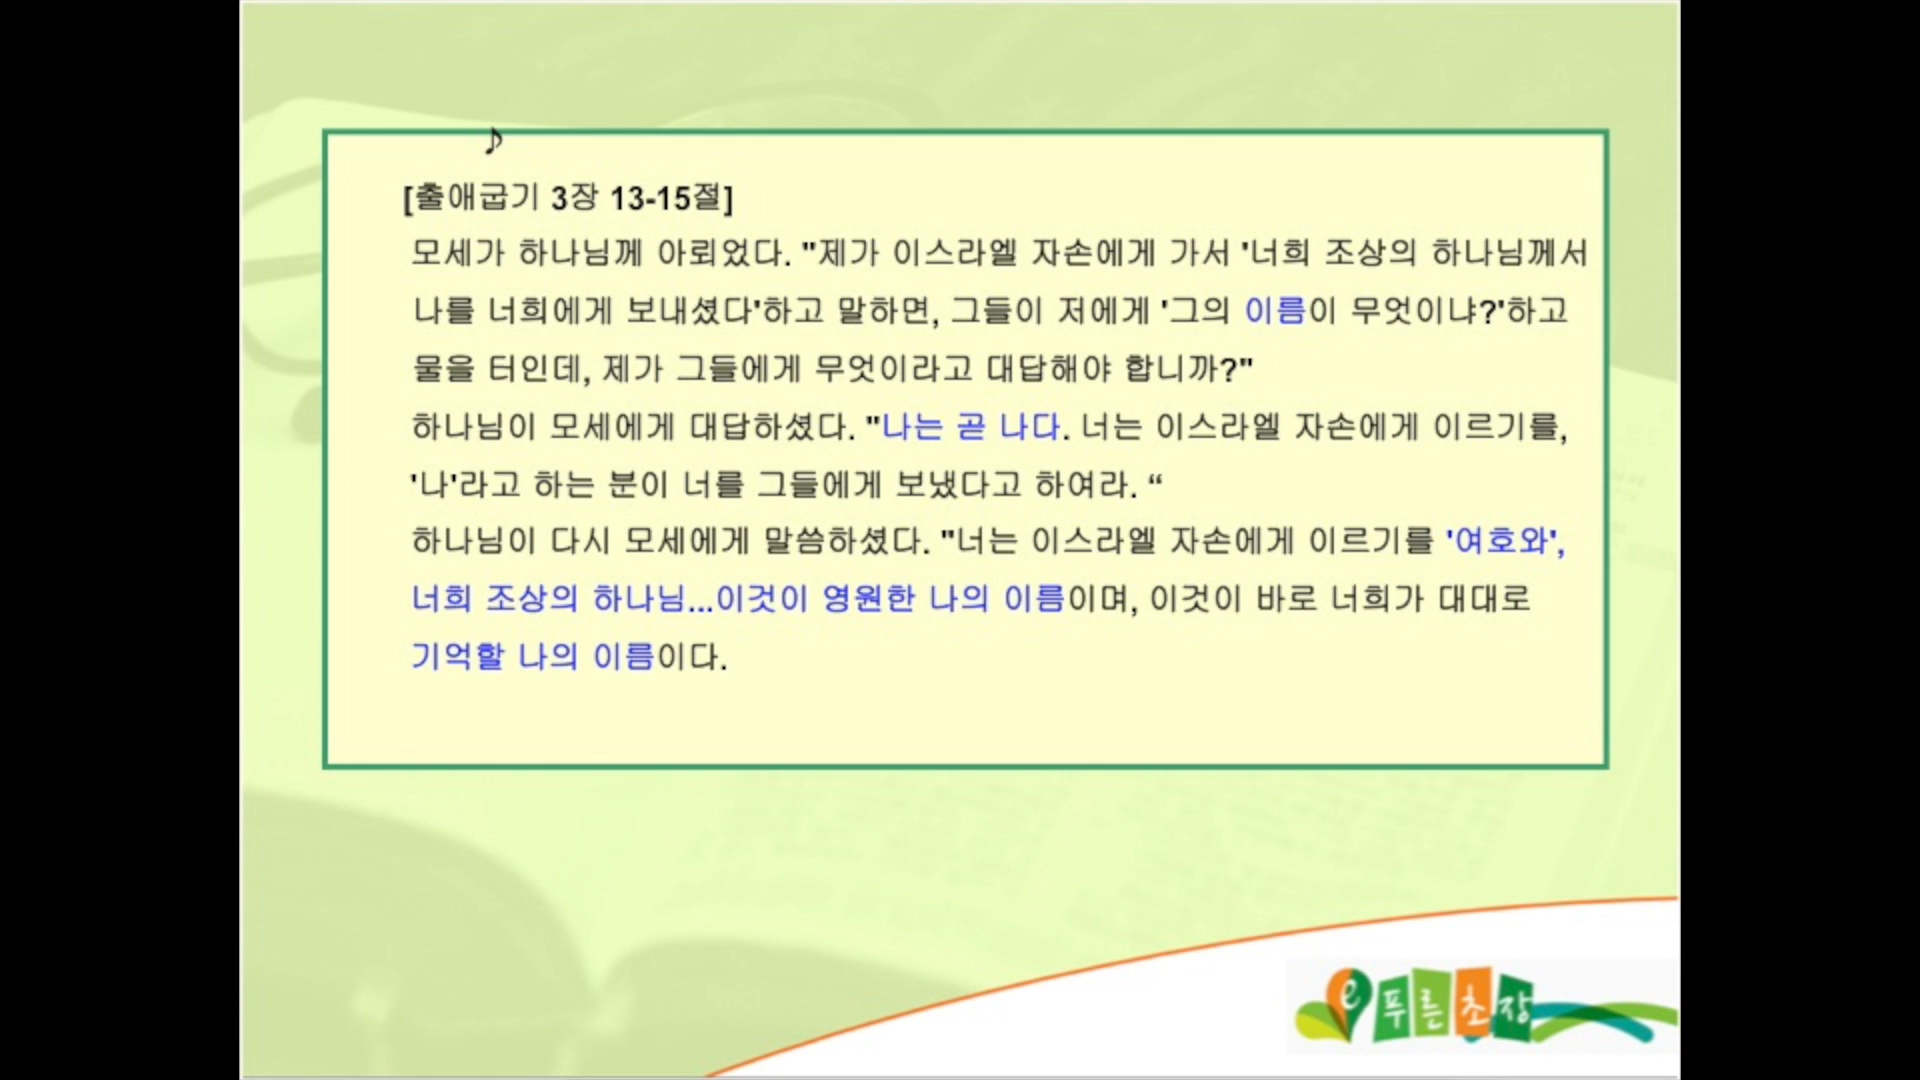 ♪
[출애굽기 3장 13-15절]
모세가 하나님께 아뢰었다. "제가 이스라엘 자손에게 가서 '너희 조상의 하나님께서
나를 너희에게 보내셨다'하고 말하면, 그들이 저에게 '그의 이름이 무엇이냐?'하고
물을 터인데, 제가 그들에게 무엇이라고 대답해야 합니까?"
하나님이 모세에게 대답하셨다. "나는 곧 나다. 너는 이스라엘 자손에게 이르기를,
'나'라고 하는 분이 너를 그들에게 보냈다고 하여라. “
하나님이 다시 모세에게 말씀하셨다. "너는 이스라엘 자손에게 이르기를 '여호와',
너희 조상의 하나님...이것이 영원한 나의 이름이며, 이것이 바로 너희가 대대로
기억할 나의 이름이다.
e 푸른초장